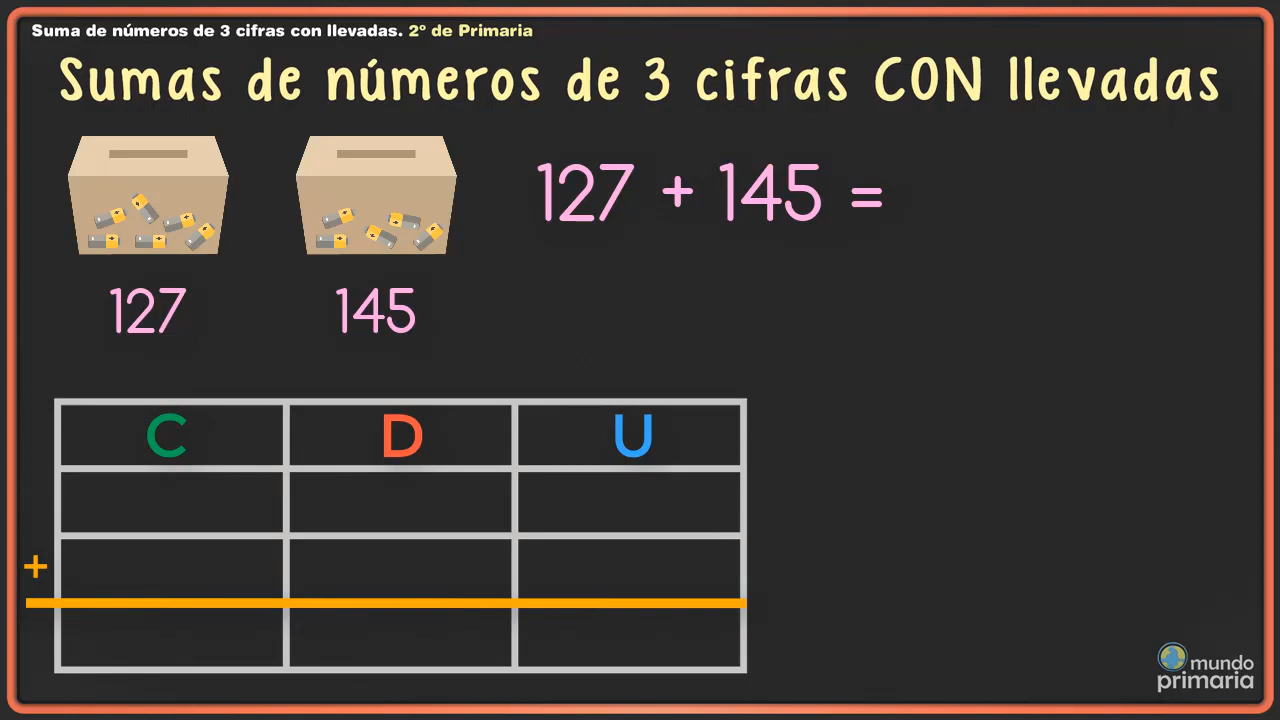 Suma de números de 3 cifras con llevadas. 2º de Primaria
Sumas de números de 3 cifras CON llevadas
127 + 145 =
127 145
C D U
+
mundo
primaria